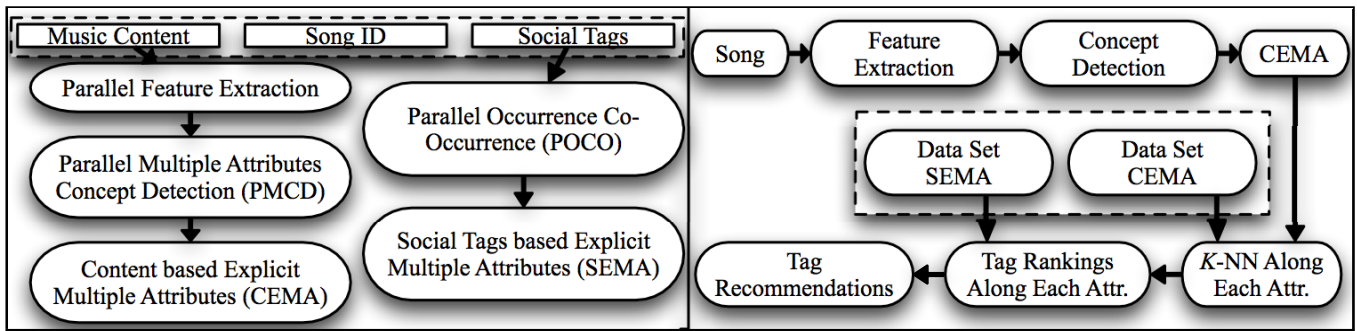 Music Content
Song ID
Social Tags
Parallel Feature Extraction
Parallel Multiple Attributes
Concept Detection (PMCD)
Content based Explicit
Multiple Attributes (CEMA)
Parallel Occurrence Co-
Occurrence (POCO)
Social Tags based Explicit
Multiple Attributes (SEMA)
Song
Feature
Extraction
Concept
Detection
CEMA
Data Set
SEMA
Data Set
CEMA
K-NN Along
Each Attr.
Tag Rankings
Along Each Attr.
Tag
Recommendations